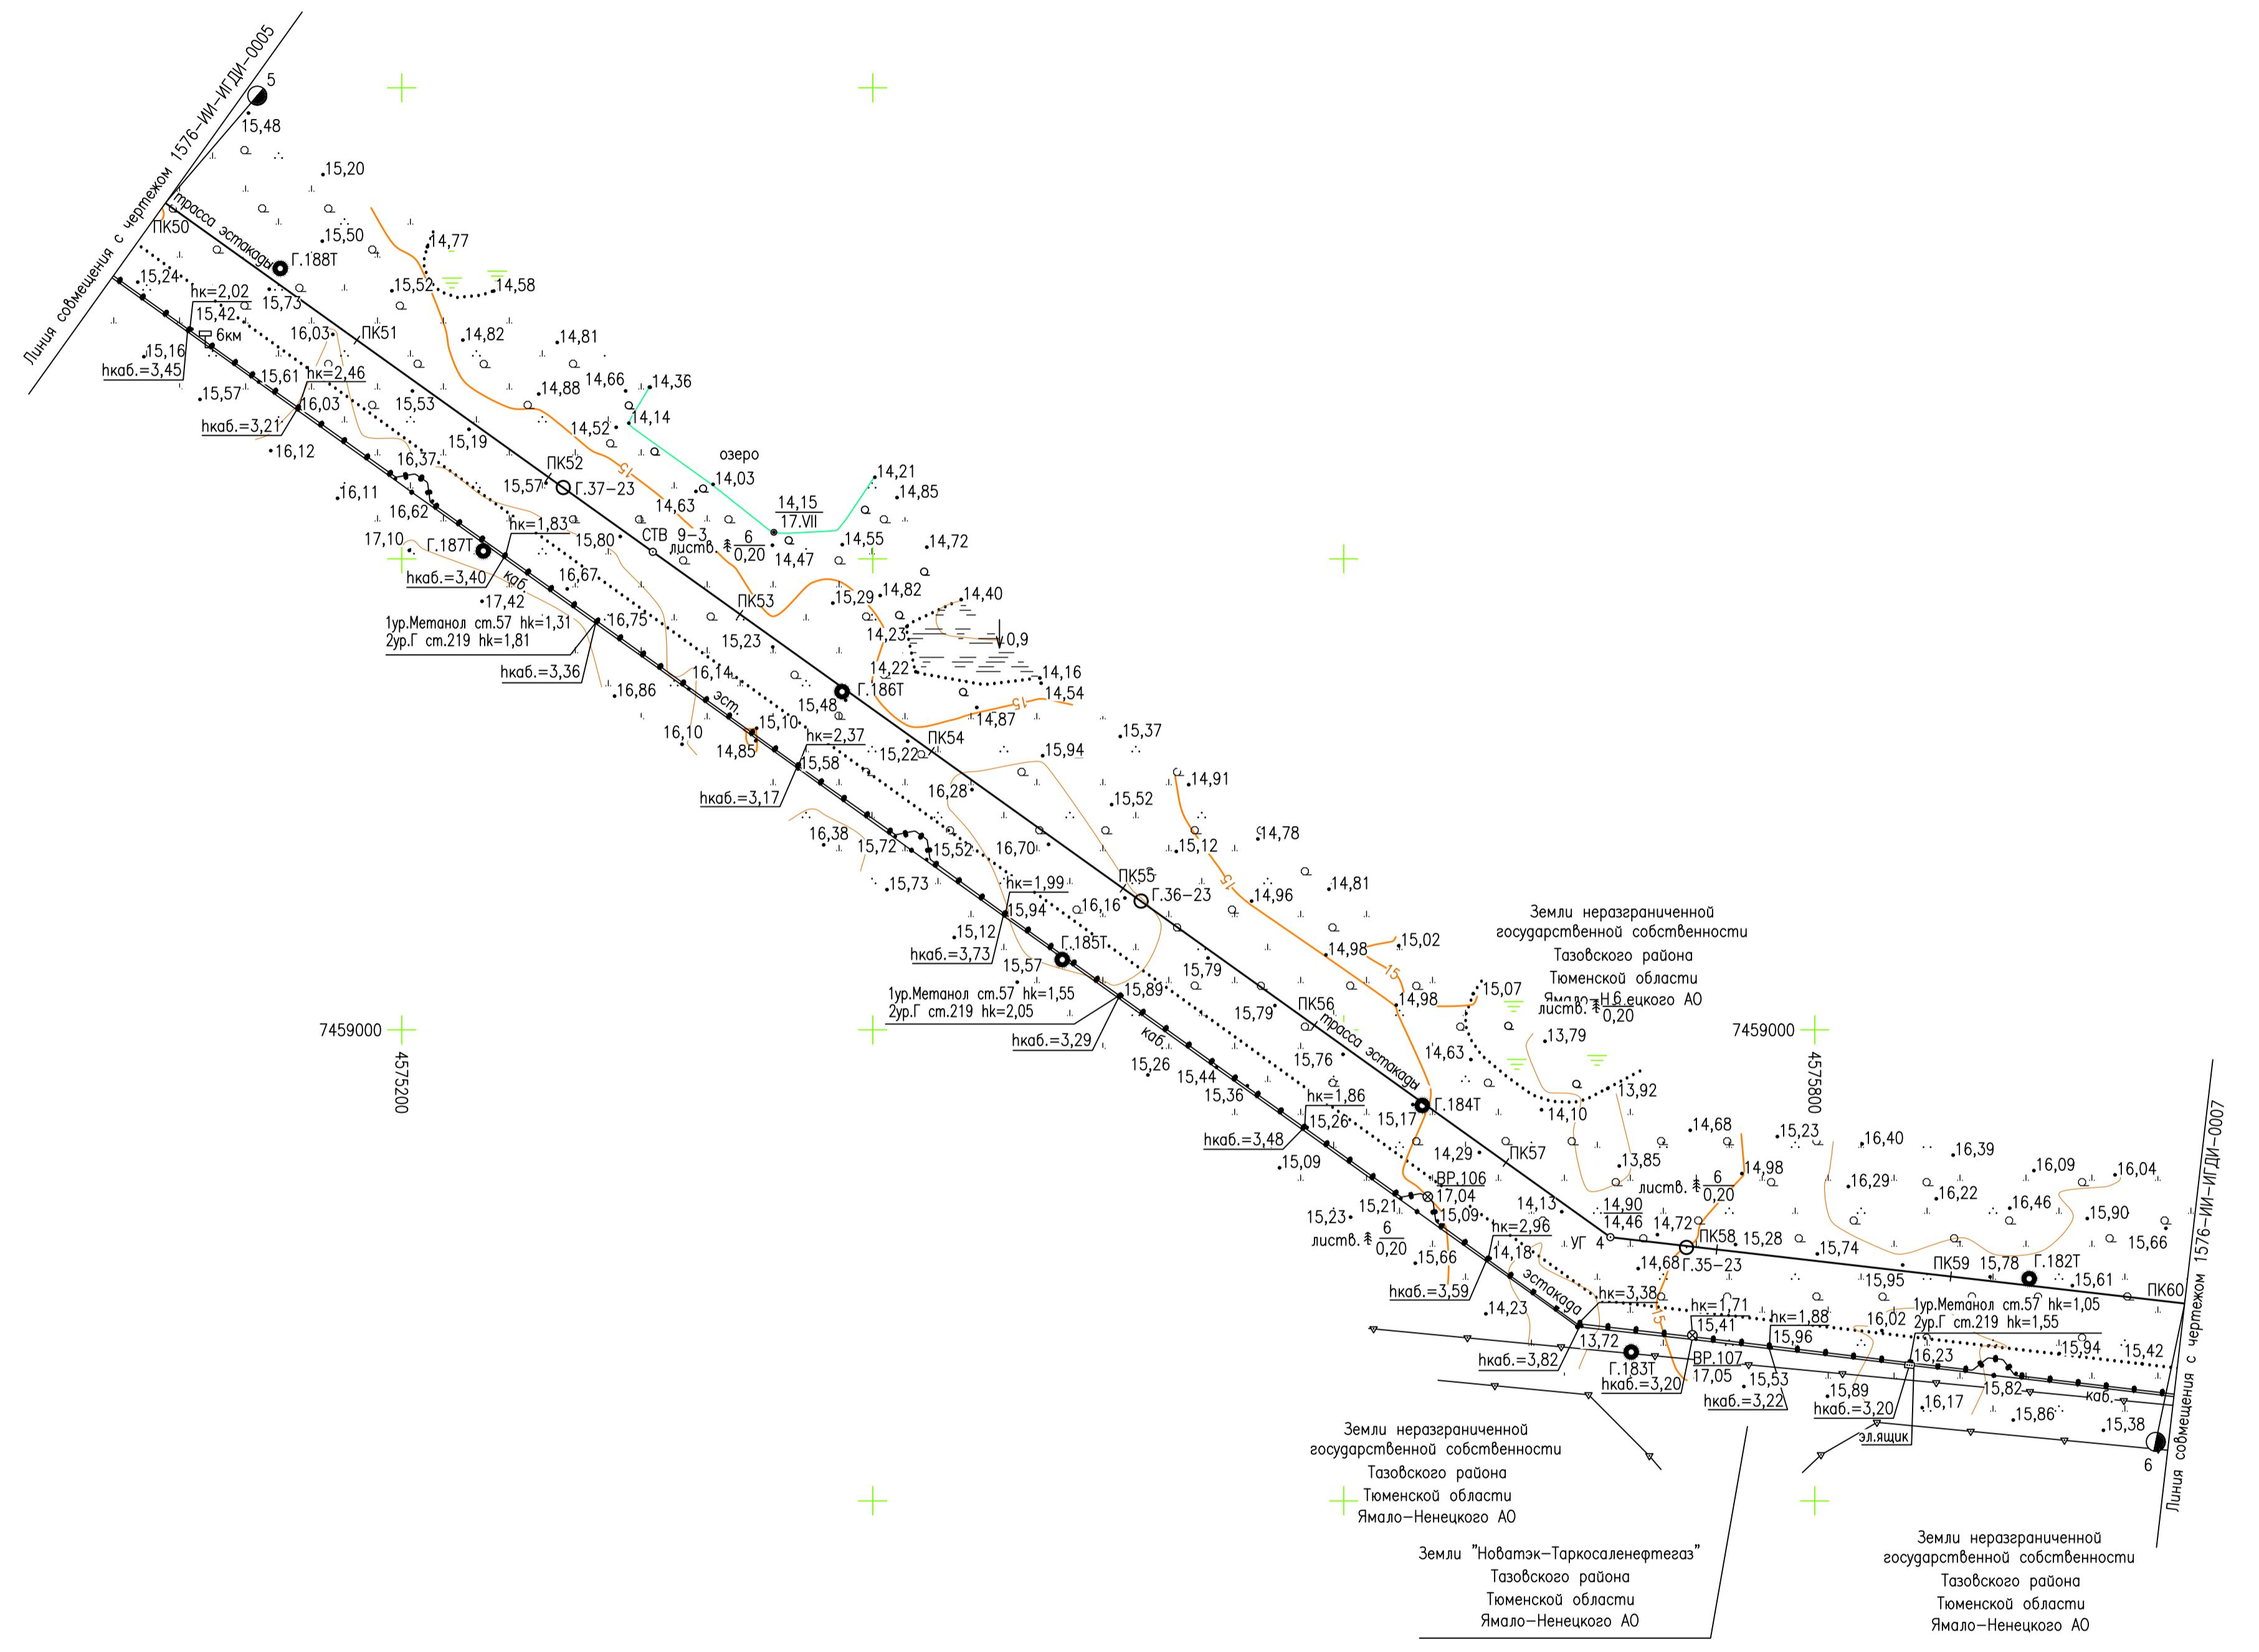 Линия совмещения с чертежом 1576-ИИ-ИГДИ-0005
5
15,48
15,20
трасса эстакады
ПК50
15,50
Г.188Т
14,77
15,24
15,73
15,52
14,58
hк=2,02
15,42
6км
16,03
ПК51
14,82
14,81
15,16
hкаб.=3,45
15,61
hк=2,46
14,66
14,36
15,57
16,03
15,53
14,88
14,14
hкаб.=3,21
15,19
14,52
16,12
16,37
ПК52
озеро
16,11
15,57
Г.37-23
15
14,03
14,21
16,62
14,63
14,15
17.VII
14,85
17,10
Г.187Т
hк=1,83
15,80
СТВ 9-3
листв.
6
0,20
14,47
14,55
14,72
hкаб.=3,40
каб.
16,67
17,42
ПК53
15,29
14,82
14,40
1ур.Метанол ст.57 hк=1,31
2ур.Г ст.219 hк=1,81
16,75
15,23
14,23
0,9
hкаб.=3,36
16,14
14,22
14,16
16,86
эст.
15,48
Г.186Т
14,54
15
14,87
16,10
15,10
14,85
hк=2,37
15,22
ПК54
15,94
15,37
15,58
hкаб.=3,17
16,28
15,52
14,91
16,38
15,72
15,52
16,70
15,12
14,78
15,73
hк=1,99
ПК55
15
14,81
15,94
16,16
Г.36-23
14,96
15,12
hкаб.=3,73
Г.185Т
15,57
15,79
14,98
15,02
15
Земли неразграниченной
государственной собственности
Тазовского района
Тюменской области
Ямало-Н
ецкого АО
листв.
6
0,20
1ур.Метанол ст.57 hк=1,55
2ур.Г ст.219 hк=2,05
15,89
15,79
ПК56
14,98
15,07
hкаб.=3,29
каб.
трасса эстакады
13,79
7459000
4575200
7459000
4575800
15,26
15,44
15,36
15,76
14,63
13,92
hк=1,86
15,26
15,17
Г.184Т
14,10
hкаб.=3,48
15,09
14,29
ПК57
13,85
14,68
15,23
16,40
16,39
16,09
16,04
14,98
ВР.106
17,04
15,09
15,21
15,23
листв.
6
0,20
14,13
14,90
14,46
листв.
6
0,20
16,29
16,22
16,46
15,90
15,66
15,66
hк=2,96
14,18
УГ 4
14,72
ПК58
15,28
15,74
14,68
Г.35-23
15,95
ПК59
15,78
Г.182Т
15,61
ПК60
hкаб.=3,59
эстакада
14,23
hк=3,38
15
hк=1,71
15,41
hк=1,88
15,96
16,02
1ур.Метанол ст.57 hк=1,05
2ур.Г ст.219 hк=1,55
16,23
15,94
15,42
13,72
hкаб.=3,82
Г.183Т
hкаб.=3,20
ВР.107
17,05
15,53
hкаб.=3,22
15,89
hкаб.=3,20
16,17
15,82
15,86
каб.
15,38
эл.ящик
6
Линия совмещения с чертежом 1576-ИИ-ИГДИ-0007
Земли неразграниченной
государственной собственности
Тазовского района
Тюменской области
Ямало-Ненецкого АО
Земли "Новатэк-Таркосаленефтегаз"
Тазовского района
Тюменской области
Ямало-Ненецкого АО
Земли неразграниченной
государственной собственности
Тазовского района
Тюменской области
Ямало-Ненецкого АО